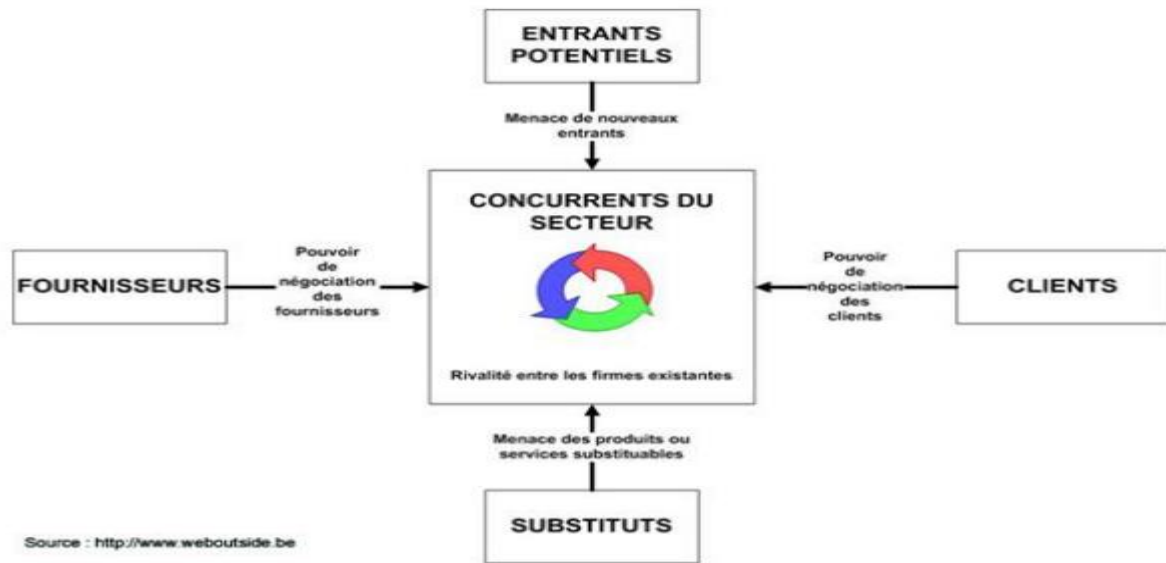 ENTRANTS
POTENTIELS
Menace de nouveaux
entrants
CONCURRENTS DU
SECTEUR
FOURNISSEURS
Pouvoir
de
négociation
des
fournisseurs
Pouvoir
de
négociation
des
clients
CLIENTS
Rivalité entre les firmes existantes
Menace des produits ou
services substituables
SUBSTITUTS
Source : http://www.weboutside.be